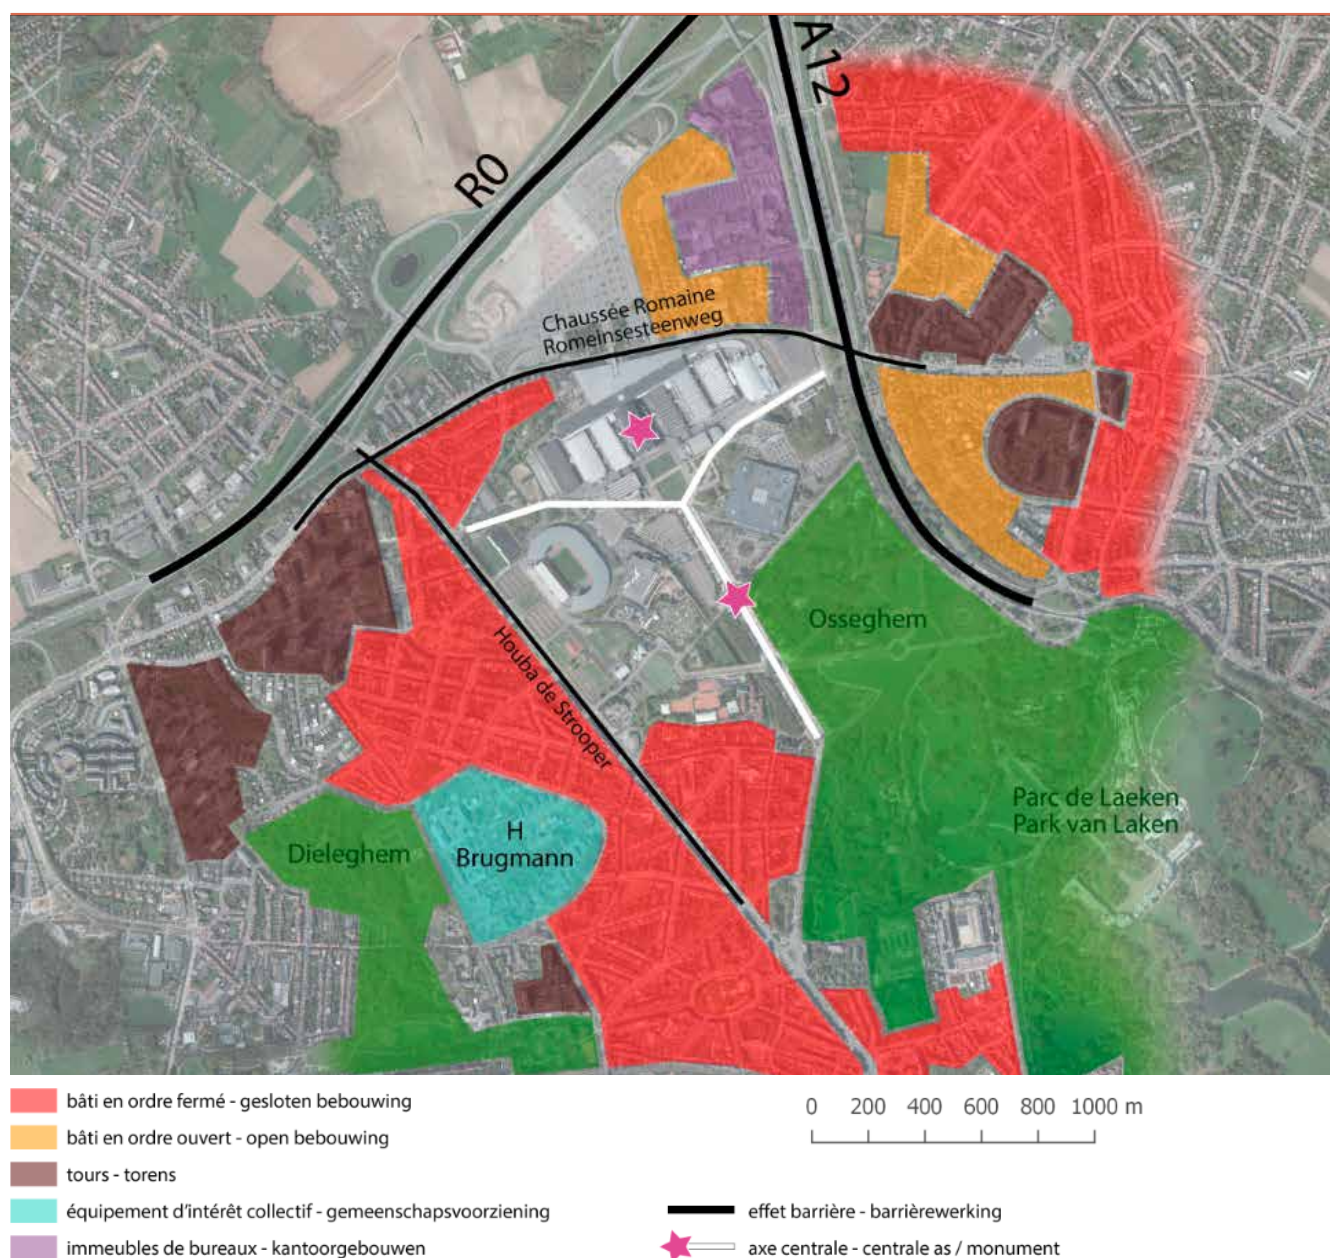 A12
R0
Chaussée Romaine
Romeinsesteenweg
Osseghem
Houba de Strooper
Parc de Laeken
Park van Laken
Dieleghem
H
Brugmann
bâti en ordre fermé - gesloten bebouwing
bâti en ordre ouvert - open bebouwing
tours - torens
équipement d'intérêt collectif - gemeenschapsvoorziening
immeubles de bureaux - kantoorgebouwen
0 200 400 600 800 1000 m
effet barrière - barrièrewerking
axe centrale - centrale as / monument